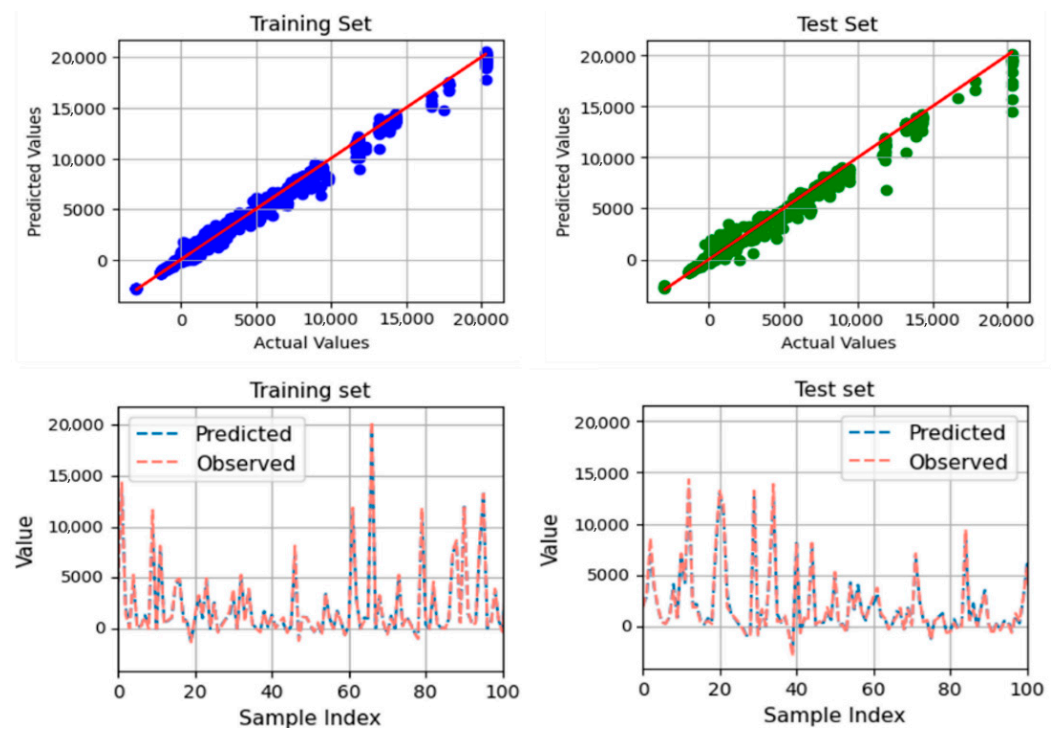 Training Set
Predicted Values
20,000
15,000
10,000
5000
0
0 5000 10,000 15,000 20,000
Actual Values
Test Set
Predicted Values
20,000
15,000
10,000
5000
0
0 5000 10,000 15,000 20,000
Actual Values
Training set
Value
20,000
15,000
10,000
5000
0
Predicted
Observed
0 20 40 60 80 100
Sample Index
Test set
Value
20,000
15,000
10,000
5000
0
Predicted
Observed
0 20 40 60 80 100
Sample Index